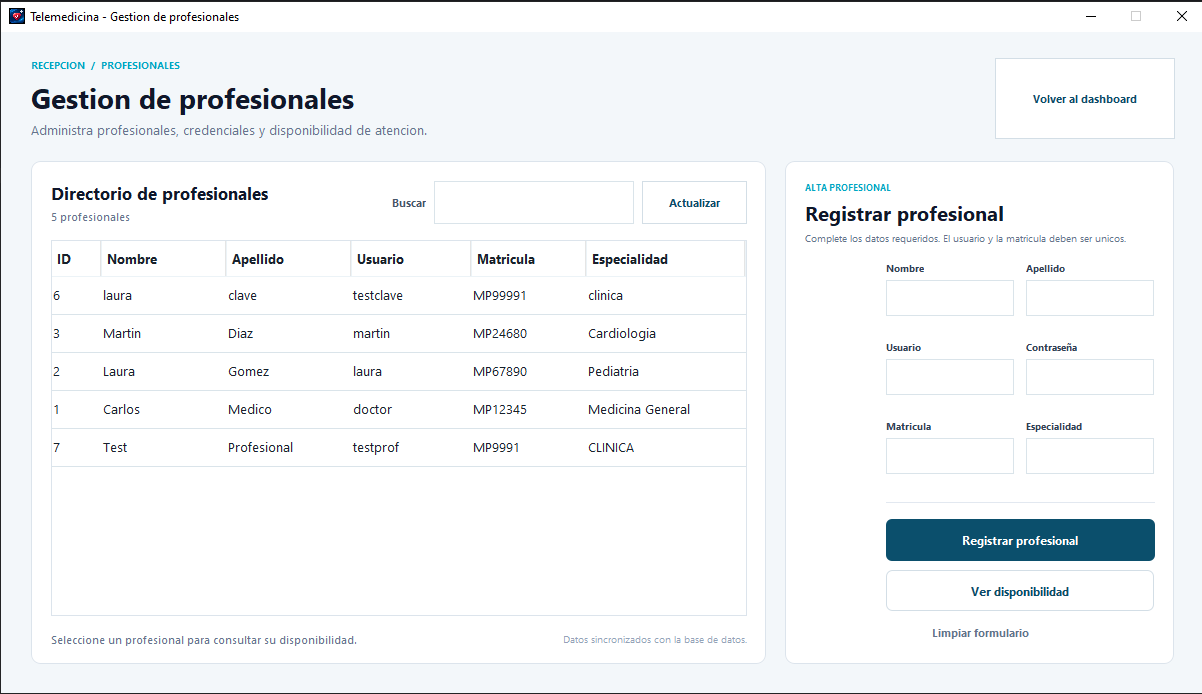 Telemedicina - Gestion de profesionales
RECEPCION / PROFESIONALES
Gestion de profesionales
Administra profesionales, credenciales y disponibilidad de atencion.
Volver al dashboard
Directorio de profesionales
5 profesionales
Buscar
Actualizar
ID Nombre Apellido Usuario Matricula Especialidad
6 laura clave testclave MP99991 clinica
3 Martin Diaz martin MP24680 Cardiologia
2 Laura Gomez laura MP67890 Pediatria
1 Carlos Medico doctor MP12345 Medicina General
7 Test Profesional testprof MP9991 CLINICA
Seleccione un profesional para consultar su disponibilidad.
Datos sincronizados con la base de datos.
ALTA PROFESIONAL
Registrar profesional
Complete los datos requeridos. El usuario y la matricula deben ser unicos.
Nombre Apellido
Usuario Contraseña
Matricula Especialidad
Registrar profesional
Ver disponibilidad
Limpiar formulario